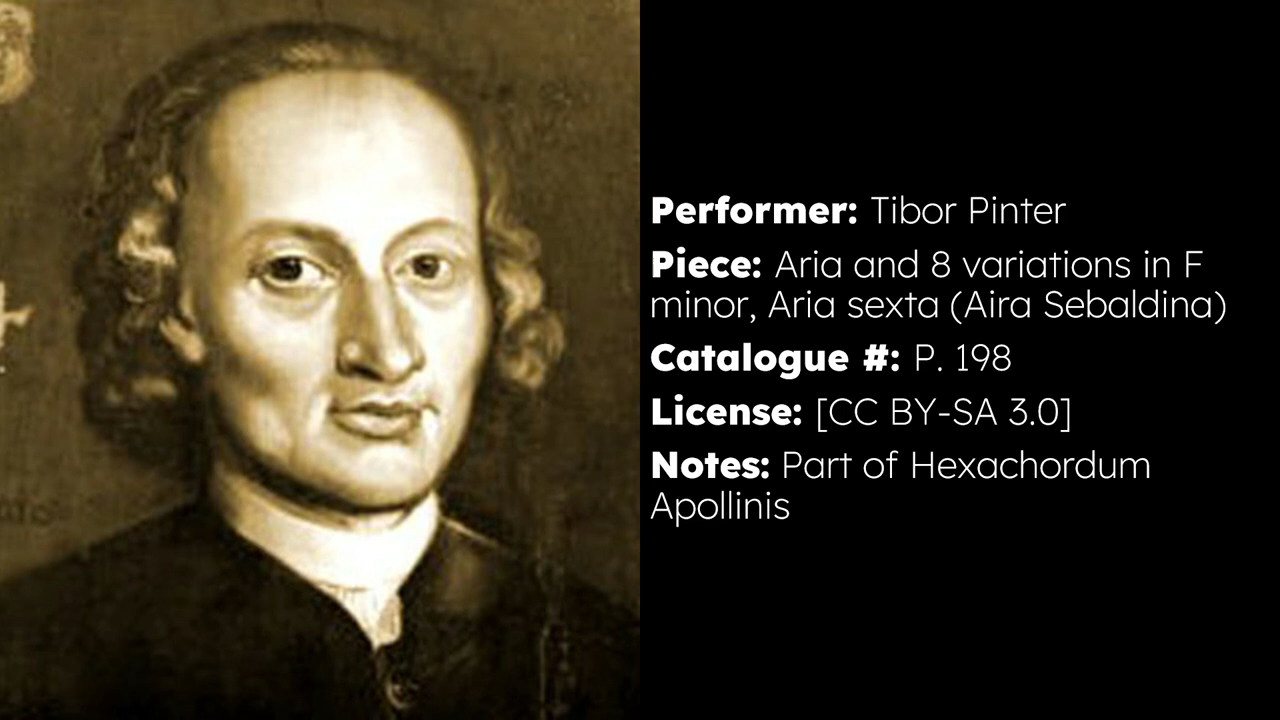 Performer: Tibor Pinter
Piece: Aria and 8 variations in F
minor, Aria sexta (Aira Sebaldina)
Catalogue #: P. 198
License: [CC BY-SA 3.0]
Notes: Part of Hexachordum
Apollinis